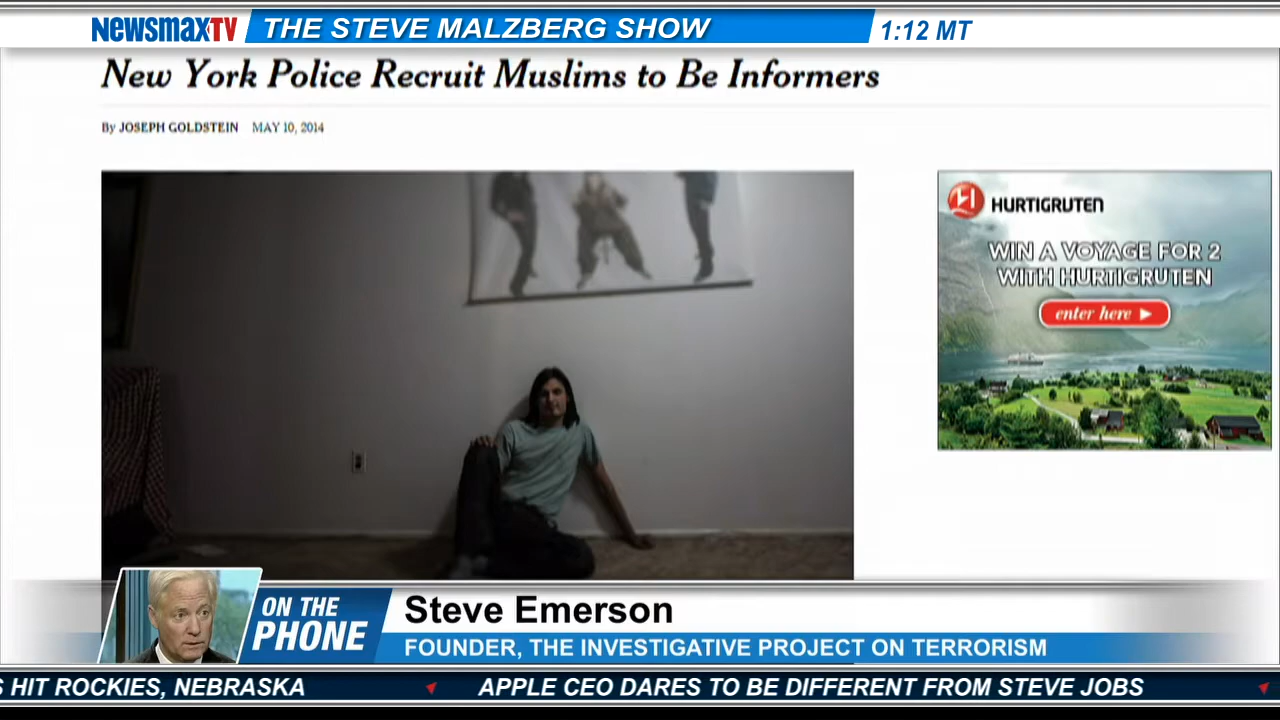 NEWSMAXTV THE STEVE MALZBERG SHOW 1:12 MT
New York Police Recruit Muslims to Be Informers
By JOSEPH GOLDSTEIN MAY 10, 2014
HURTIGRUTEN
WIN A VOYAGE FOR 2
WITH HURTIGRUTEN
enter here
ON THE
PHONE
Steve Emerson
FOUNDER, THE INVESTIGATIVE PROJECT ON TERRORISM
S HIT ROCKIES, NEBRASKA APPLE CEO DARES TO BE DIFFERENT FROM STEVE JOBS